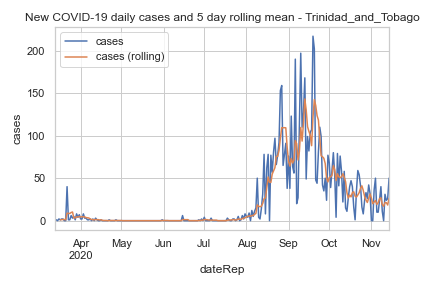 New COVID-19 daily cases and 5 day rolling mean - Trinidad_and_Tobago
cases
cases (rolling)
200
150
100
50
0
cases
Apr May Jun Jul Aug Sep Oct Nov
2020
dateRep